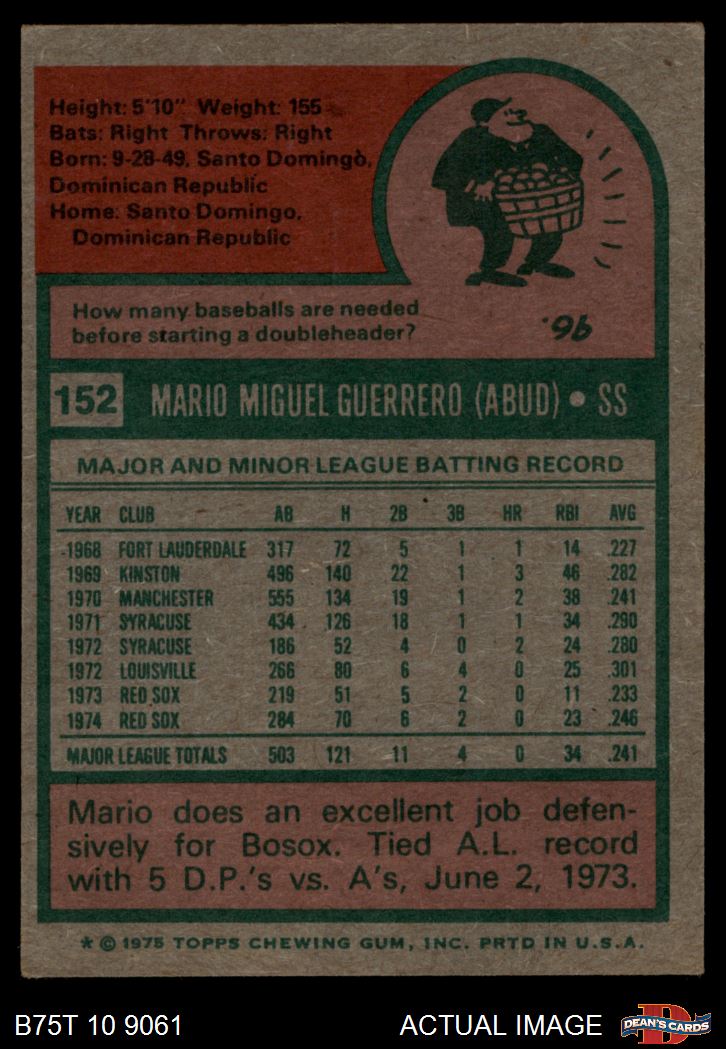 Height: 5'10" Weight: 155
Bats: Right Throws: Right
Born: 9-28-49, Santo Domingo,
Dominican Republic
Home: Santo Domingo,
Dominican Republic
How many baseballs are needed
before starting a doubleheader?
96.
152 MARIO MIGUEL GUERRERO (ABUD) • SS
MAJOR AND MINOR LEAGUE BATTING RECORD
YEAR CLUB AB H 2B 3B HR RBI AVG
1968 FORT LAUDERDALE 317 72 5 1 1 14 .227
1969 KINSTON 496 140 22 1 3 46 .282
1970 MANCHESTER 555 134 19 1 2 38 .241
1971 SYRACUSE 434 126 18 1 1 34 .290
1972 SYRACUSE 186 52 4 0 2 24 .280
1972 LOUISVILLE 266 80 6 4 0 25 .301
1973 RED SOX 219 51 5 2 0 11 .233
1974 RED SOX 284 70 6 2 0 23 .246
MAJOR LEAGUE TOTALS 503 121 11 4 0 34 .241
Mario does an excellent job defen-
sively for Bosox. Tied A.L. record
with 5 D.P.'s vs. A's, June 2, 1973.
* © 1975 TOPPS CHEWING GUM, INC. PRTD IN U.S.A.
B75T 10 9061 ACTUAL IMAGE D DEAN'S CARDS